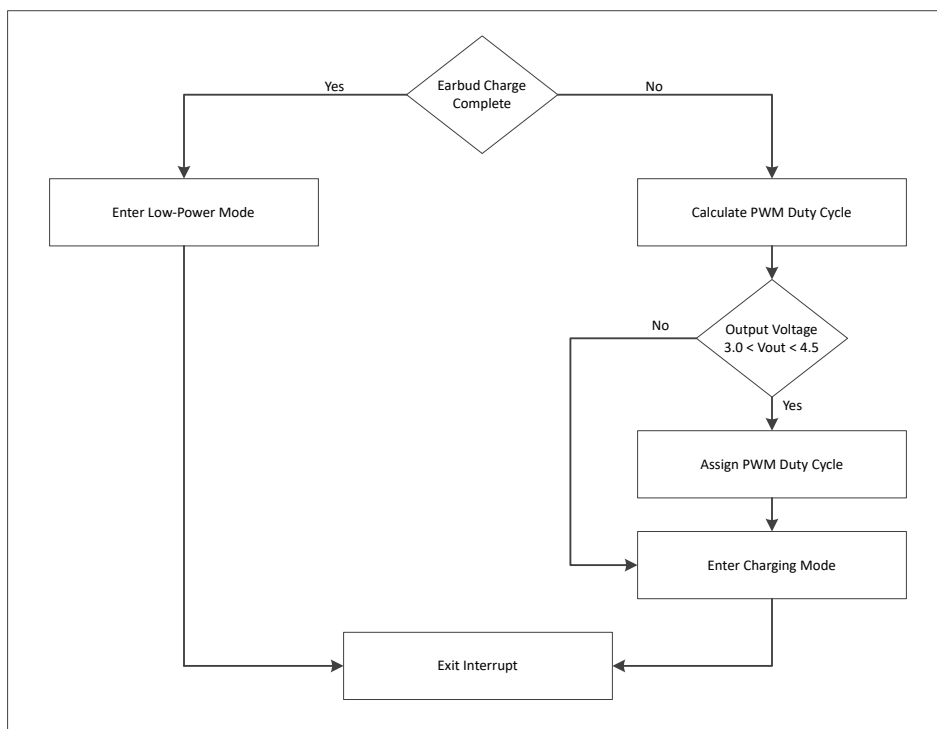 Earbud Charge
Complete
Yes
No
Enter Low-Power Mode
Calculate PWM Duty Cycle
Output Voltage
3.0 < Vout < 4.5
No
Yes
Assign PWM Duty Cycle
Enter Charging Mode
Exit Interrupt